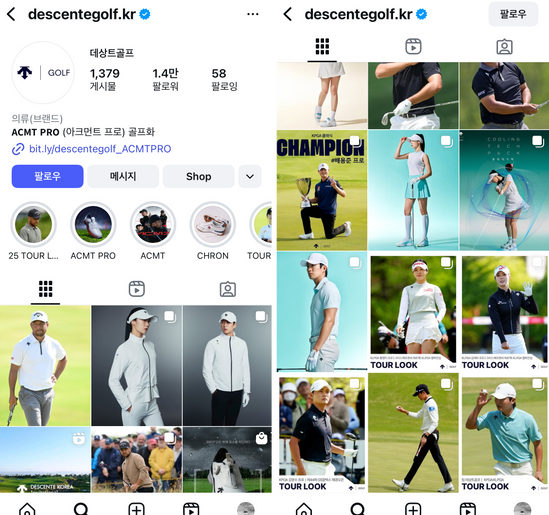 descentegolf.kr
GOLF
데상트골프
1,379
1.4만
58
게시물
팔로워
팔로잉
의류(브랜드)
ACMT PRO (아크먼트 프로) 골프화
bit.ly/descentegolf_ACMTPRO
팔로우
메시지
Shop
25 TOUR L...
ACMT PRO
ACMT
CHRON
TOUR
DESCENTE KOREA
descentegolf.kr
팔로우
KPGA 클래식
CHAMPION
#배용준 프로
COOLING
TECH
PACK
TOUR LOOK
TOUR LOOK
TOUR LOOK
TOUR LOOK